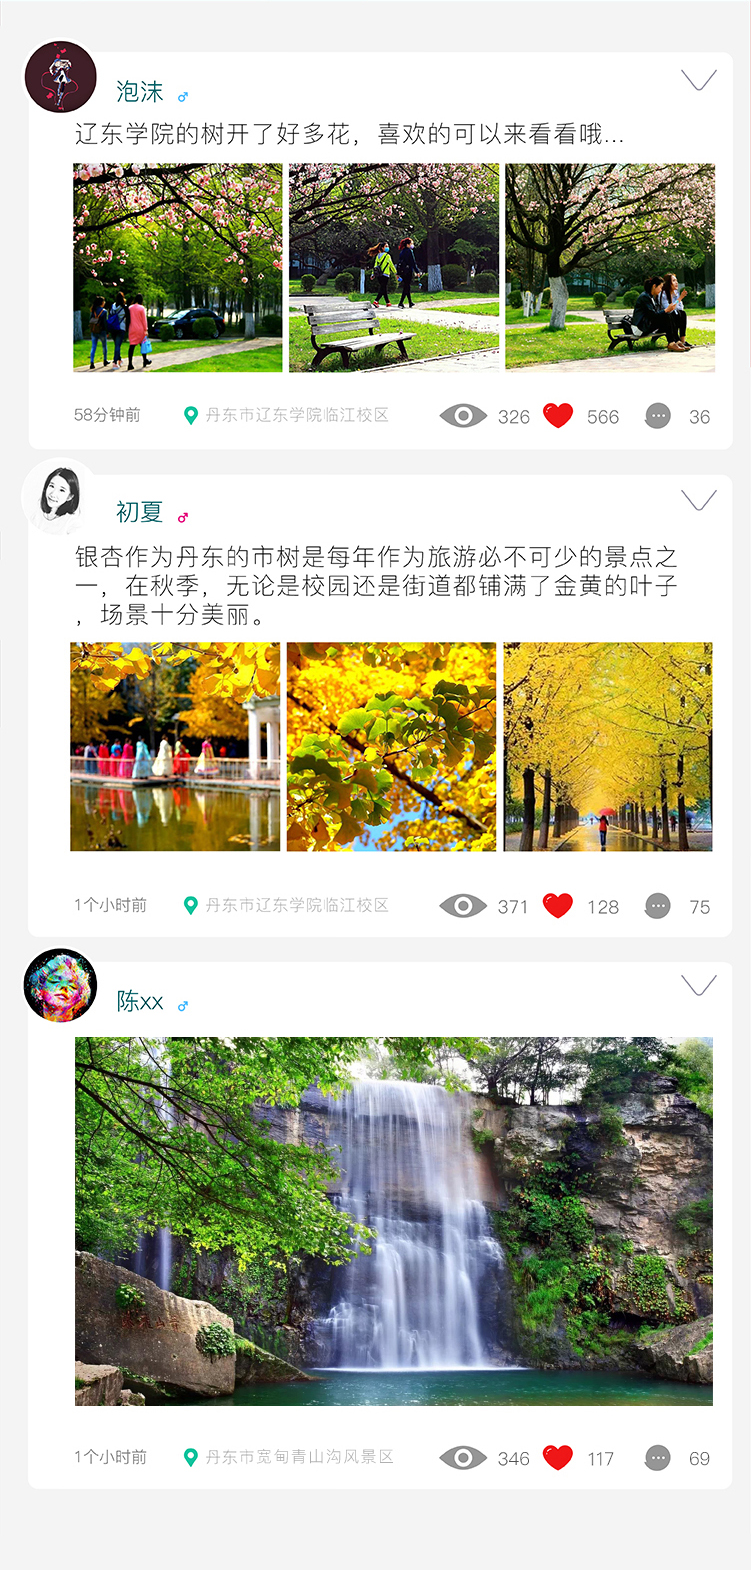 泡沫
辽东学院的树开了好多花，喜欢的可以来看看哦...
58分钟前 丹东市辽东学院临江校区 326 566 36
初夏
银杏作为丹东的市树是每年作为旅游必不可少的景点之
一，在秋季，无论是校园还是街道都铺满了金黄的叶子
，场景十分美丽。
1个小时前 丹东市辽东学院临江校区 371 128 75
陈xx
1个小时前 丹东市宽甸青山沟风景区 346 117 69